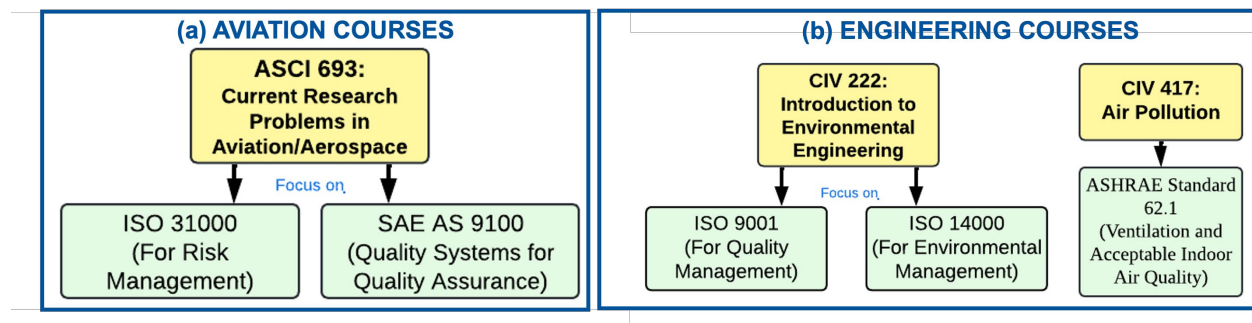 (a) AVIATION COURSES
ASCI 693:
Current Research
Problems in
Aviation/Aerospace
Focus on
ISO 31000
(For Risk
Management)
SAE AS 9100
(Quality Systems for
Quality Assurance)
(b) ENGINEERING COURSES
CIV 222:
Introduction to
Environmental
Engineering
Focus on
ISO 9001
(For Quality
Management)
ISO 14000
(For Environmental
Management)
CIV 417:
Air Pollution
ASHRAE Standard
62.1
(Ventilation and
Acceptable Indoor
Air Quality)